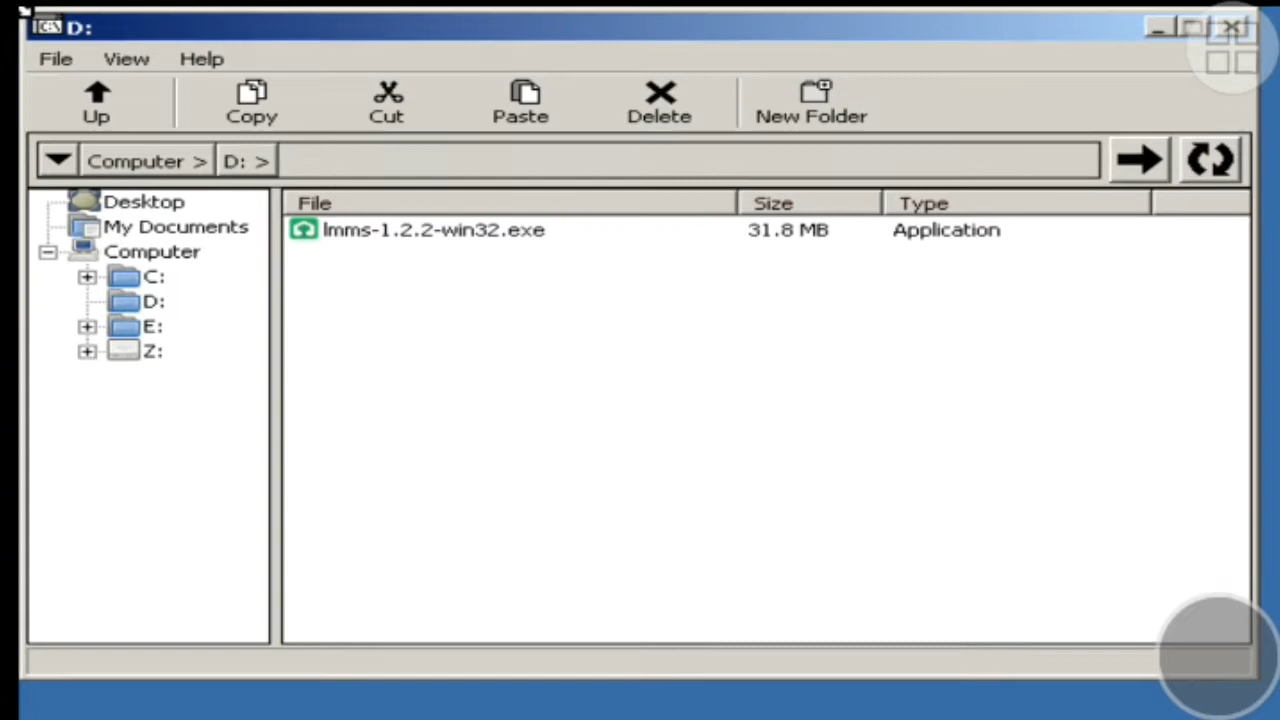 D:
File View Help
Up Copy Cut Paste Delete New Folder
Computer > D: >
Desktop
My Documents
Computer
C:
D:
E:
Z:
File Size Type
lmms-1.2.2-win32.exe 31.8 MB Application